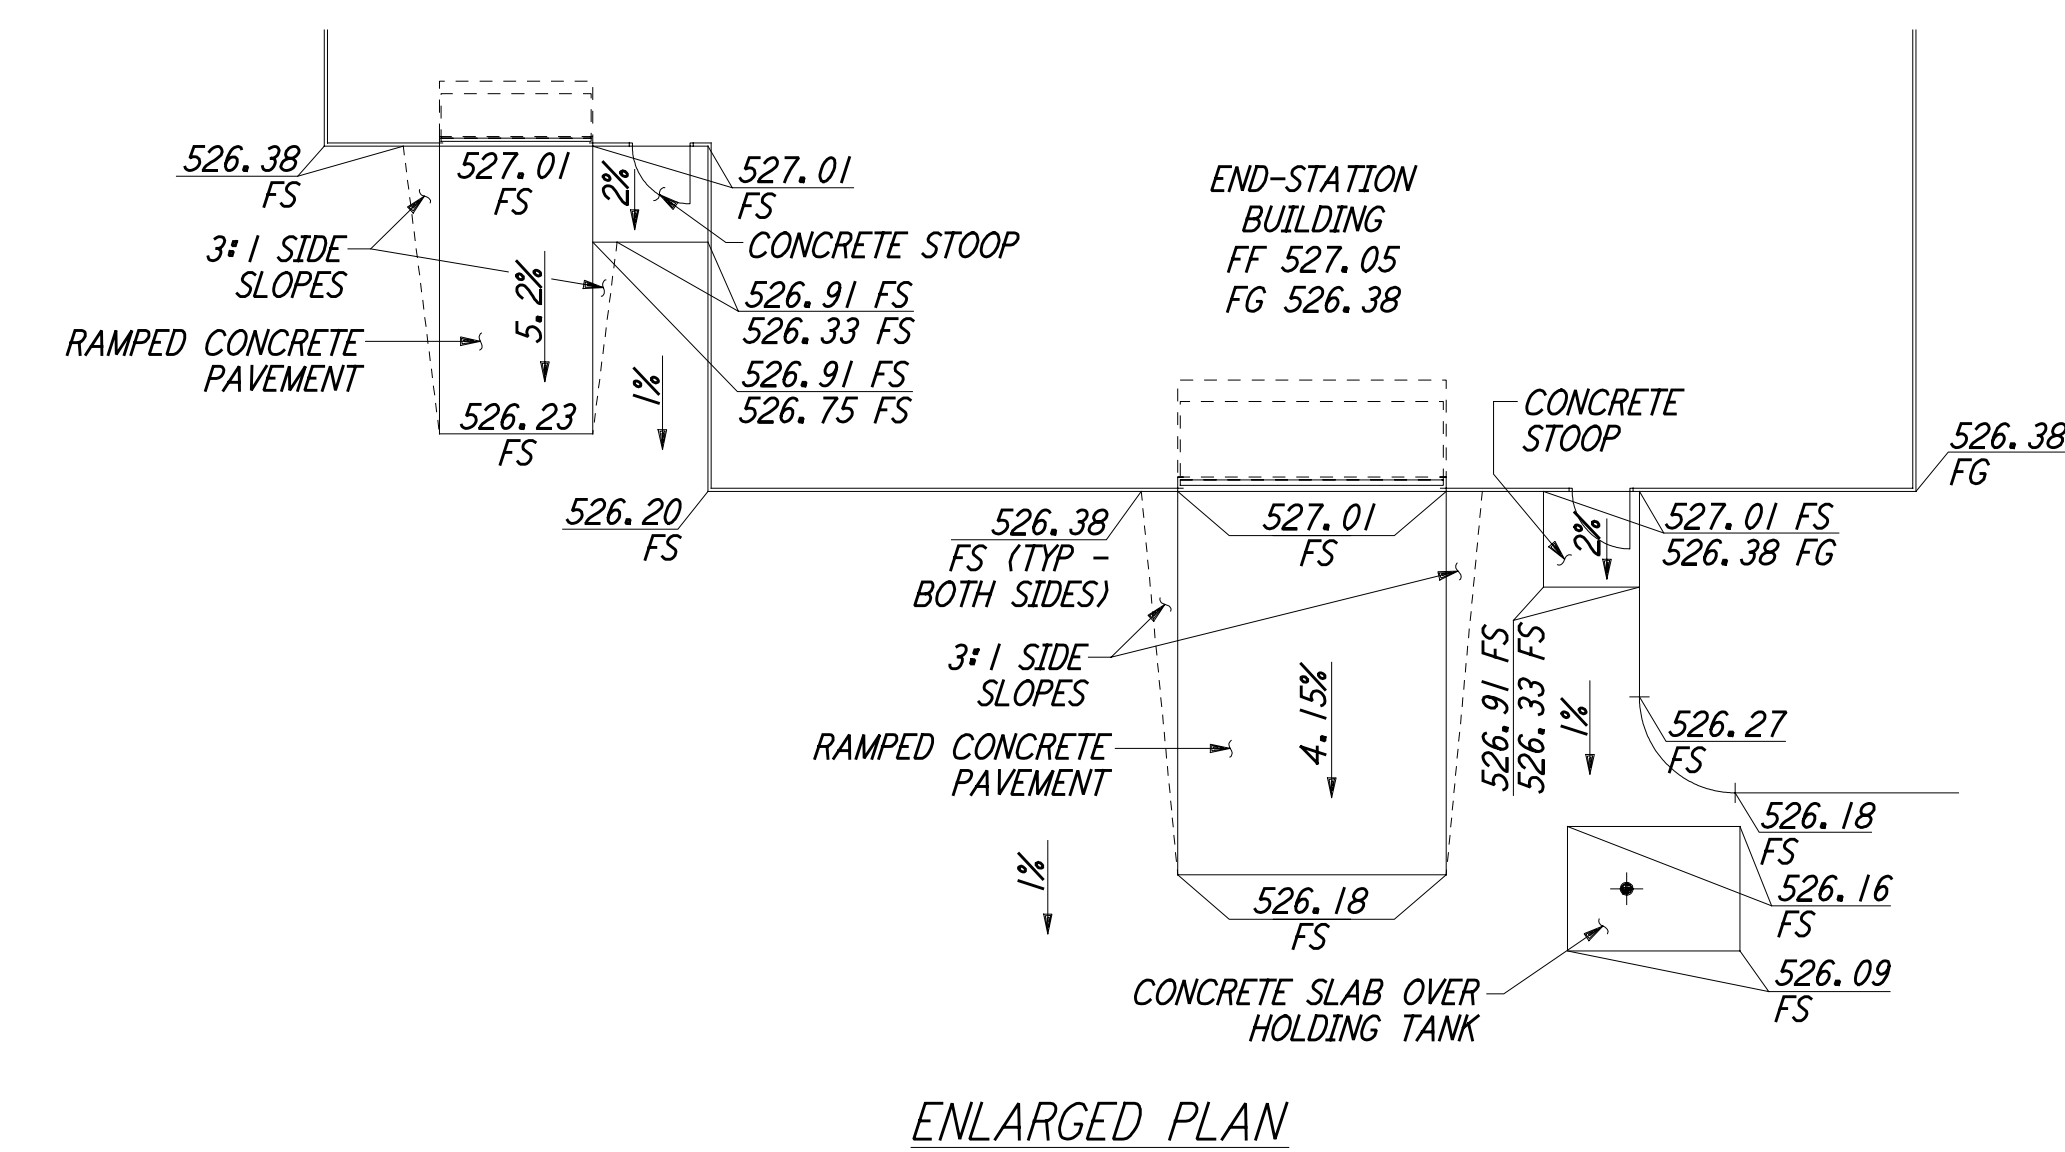 526.38
FS
527.01
FS
2%
527.01
FS
END-STATION
BUILDING
FF 527.05
FG 526.38
3:1 SIDE
SLOPES
CONCRETE STOOP
5.2%
526.91 FS
526.33 FS
RAMPED CONCRETE
PAVEMENT
1%
526.91 FS
526.75 FS
526.23
FS
CONCRETE
STOOP
526.38
FG
526.20
FS
526.38
FS (TYP -
BOTH SIDES)
527.01
FS
2%
527.01 FS
526.38 FG
3:1 SIDE
SLOPES
4.15%
526.91 FS
526.33 FS
1%
526.27
FS
RAMPED CONCRETE
PAVEMENT
526.18
FS
1%
526.18
FS
526.16
FS
526.09
FS
CONCRETE SLAB OVER
HOLDING TANK
ENLARGED PLAN